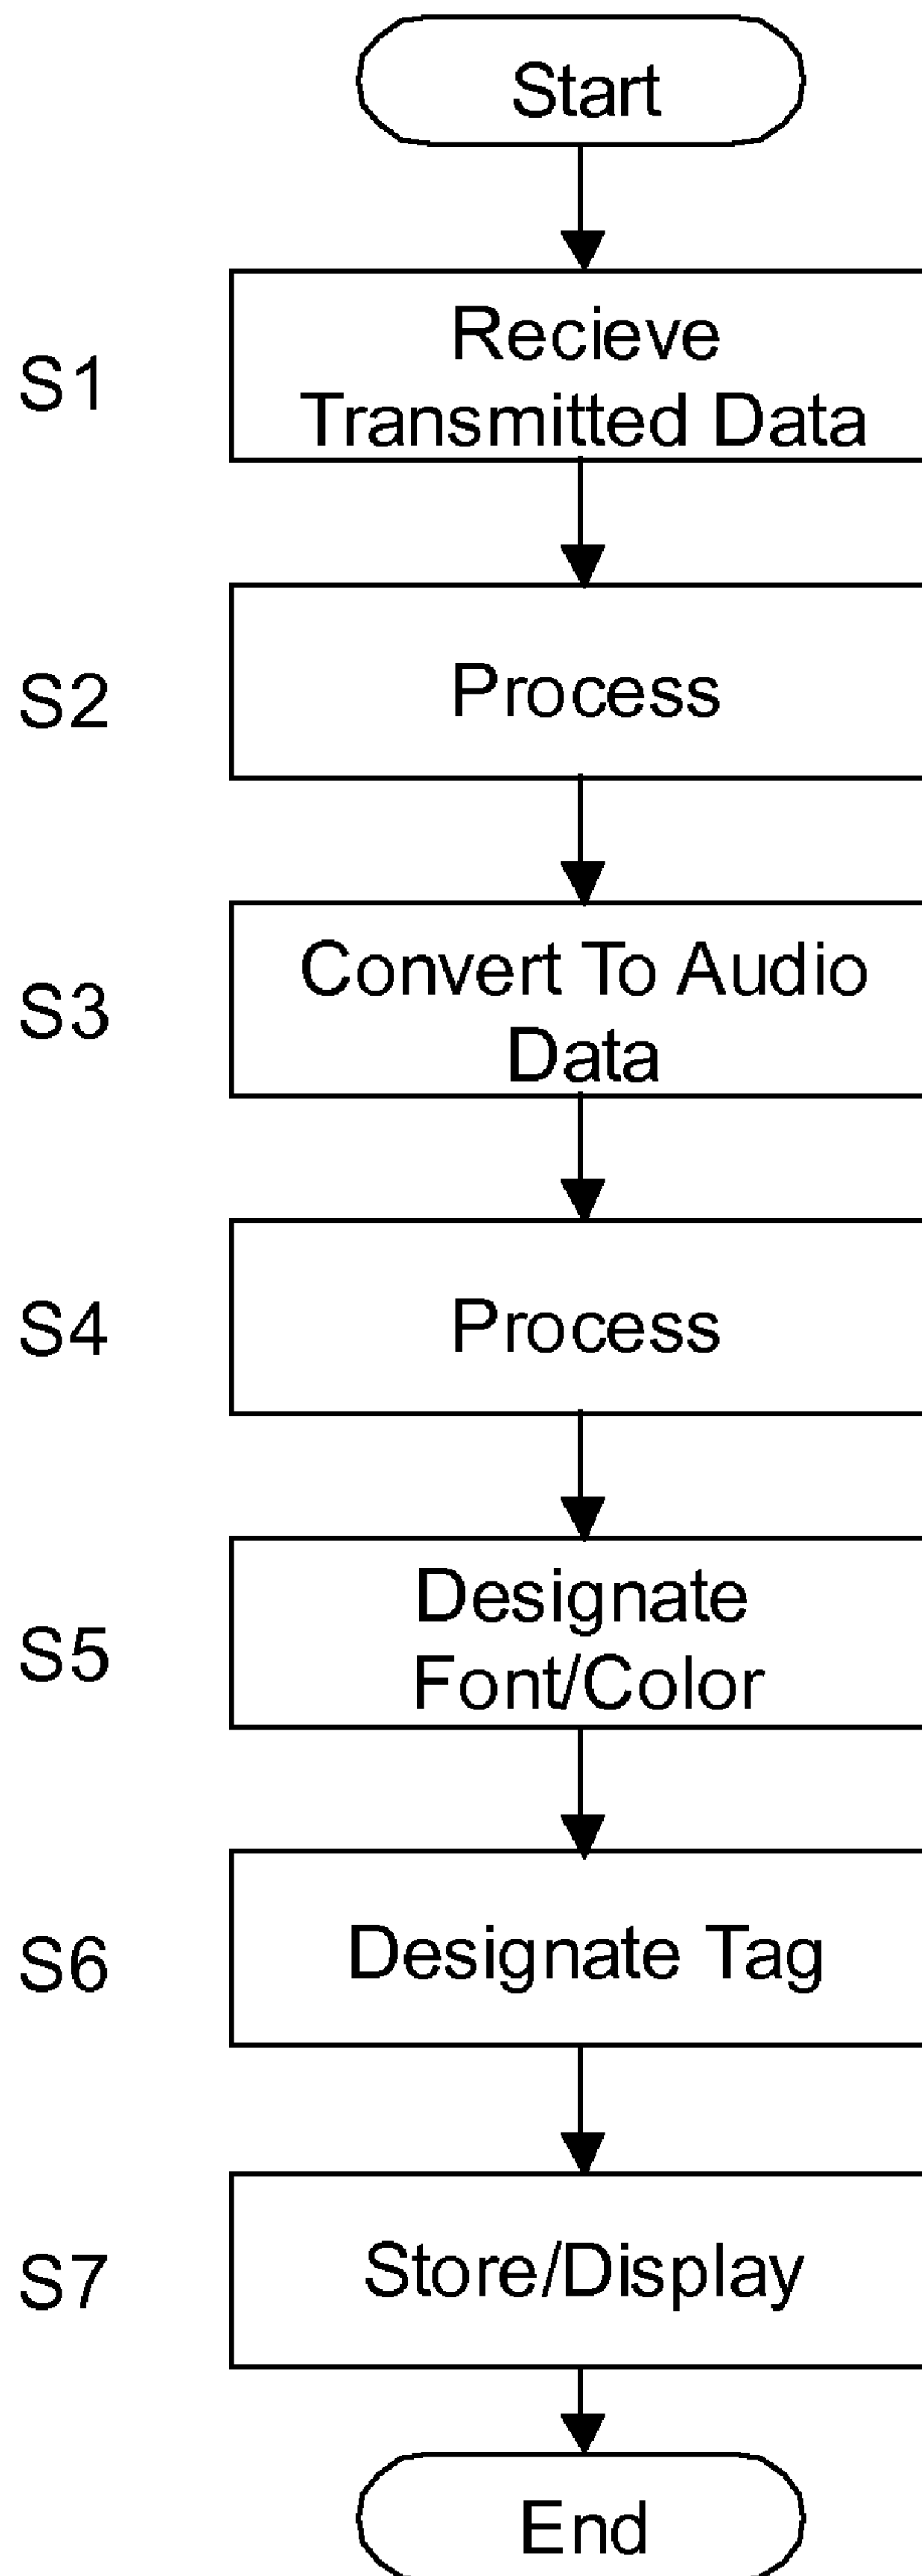 Start
S1
Recieve
Transmitted Data
S2
Process
S3
Convert To Audio
Data
S4
Process
S5
Designate
Font/Color
S6
Designate Tag
S7
Store/Display
End